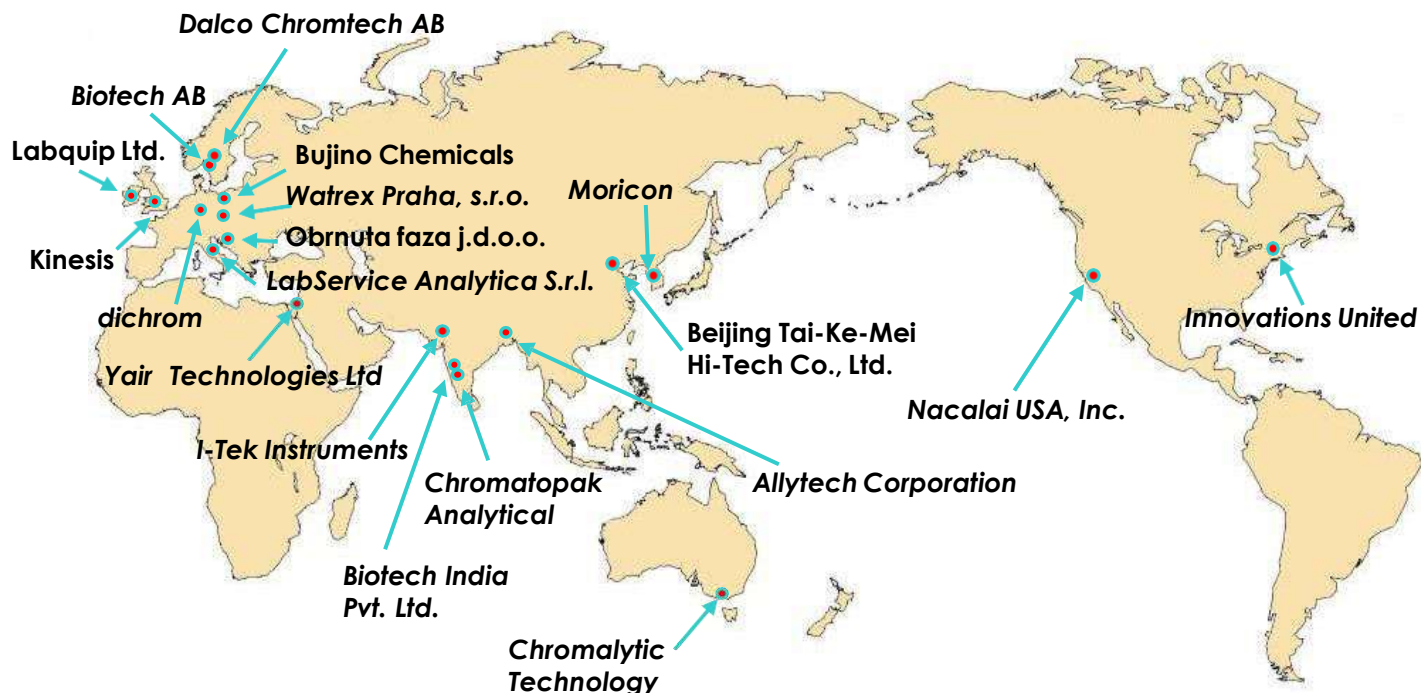 Dalco Chromtech AB
Biotech AB
Labquip Ltd.
Bujino Chemicals
Watrex Praha, s.r.o.
Moricon
Kinesis
Obrnuta faza j.d.o.o.
LabService Analytica S.r.l.
dichrom
Innovations United
Beijing Tai-Ke-Mei
Hi-Tech Co., Ltd.
Yair Technologies Ltd
Nacalai USA, Inc.
I-Tek Instruments
Chromatopak
Analytical
Allytech Corporation
Biotech India
Pvt. Ltd.
Chromalytic
Technology